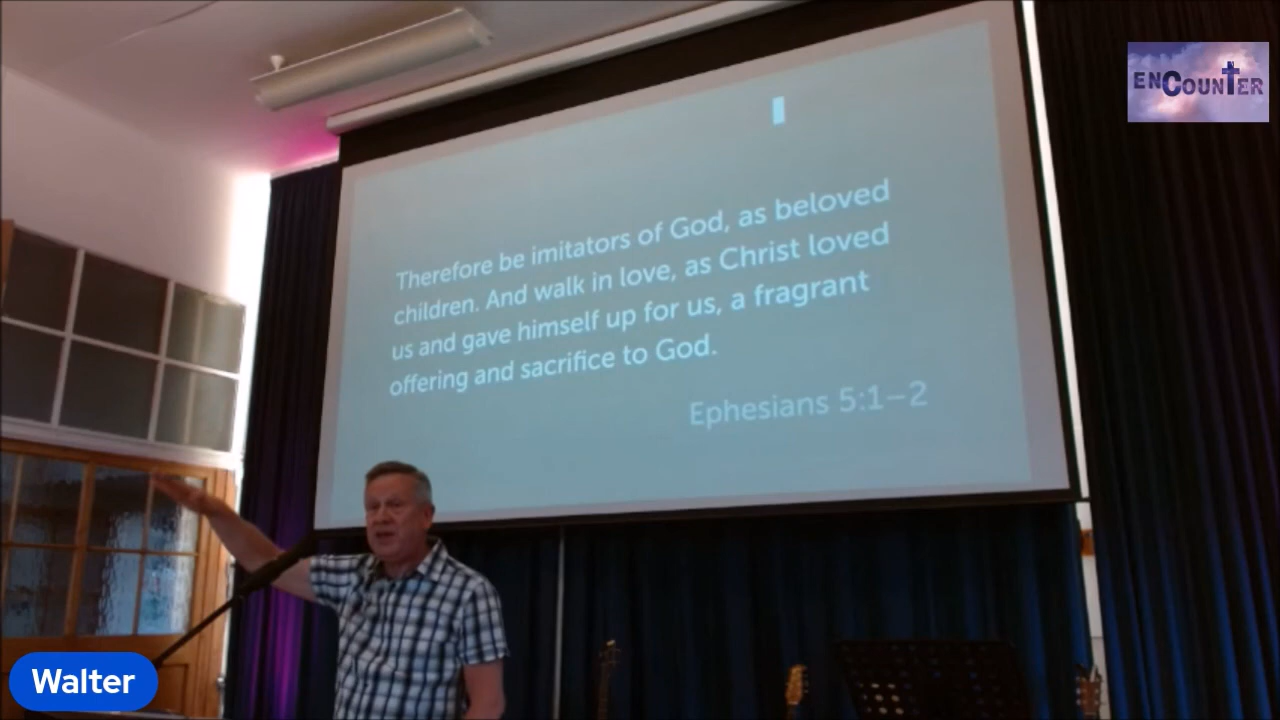 ENCOUNTER
Therefore be imitators of God, as beloved
children. And walk in love, as Christ loved
us and gave himself up for us, a fragrant
offering and sacrifice to God.
Ephesians 5:1–2
Walter